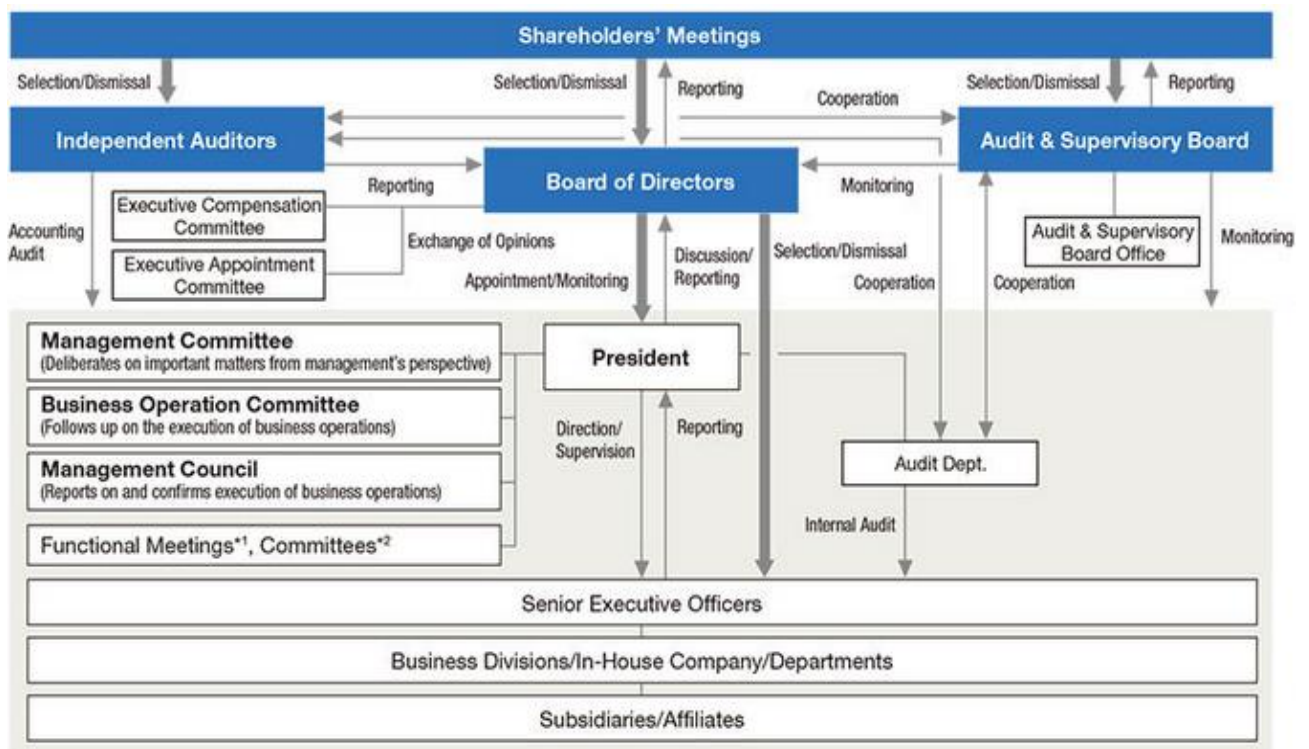 Shareholders' Meetings
Selection/Dismissal
Selection/Dismissal
Reporting
Cooperation
Selection/Dismissal
Reporting
Independent Auditors
Audit & Supervisory Board
Reporting
Board of Directors
Monitoring
Executive Compensation
Committee
Accounting
Audit
Exchange of Opinions
Executive Appointment
Committee
Appointment/Monitoring
Discussion/
Reporting
Selection/Dismissal
Cooperation
Cooperation
Audit & Supervisory
Board Office
Monitoring
Management Committee
(Deliberates on important matters from management's perspective)
President
Business Operation Committee
(Follows up on the execution of business operations)
Direction/
Supervision
Reporting
Management Council
(Reports on and confirms execution of business operations)
Audit Dept.
Functional Meetings*1, Committees*2
Internal Audit
Senior Executive Officers
Business Divisions/In-House Company/Departments
Subsidiaries/Affiliates